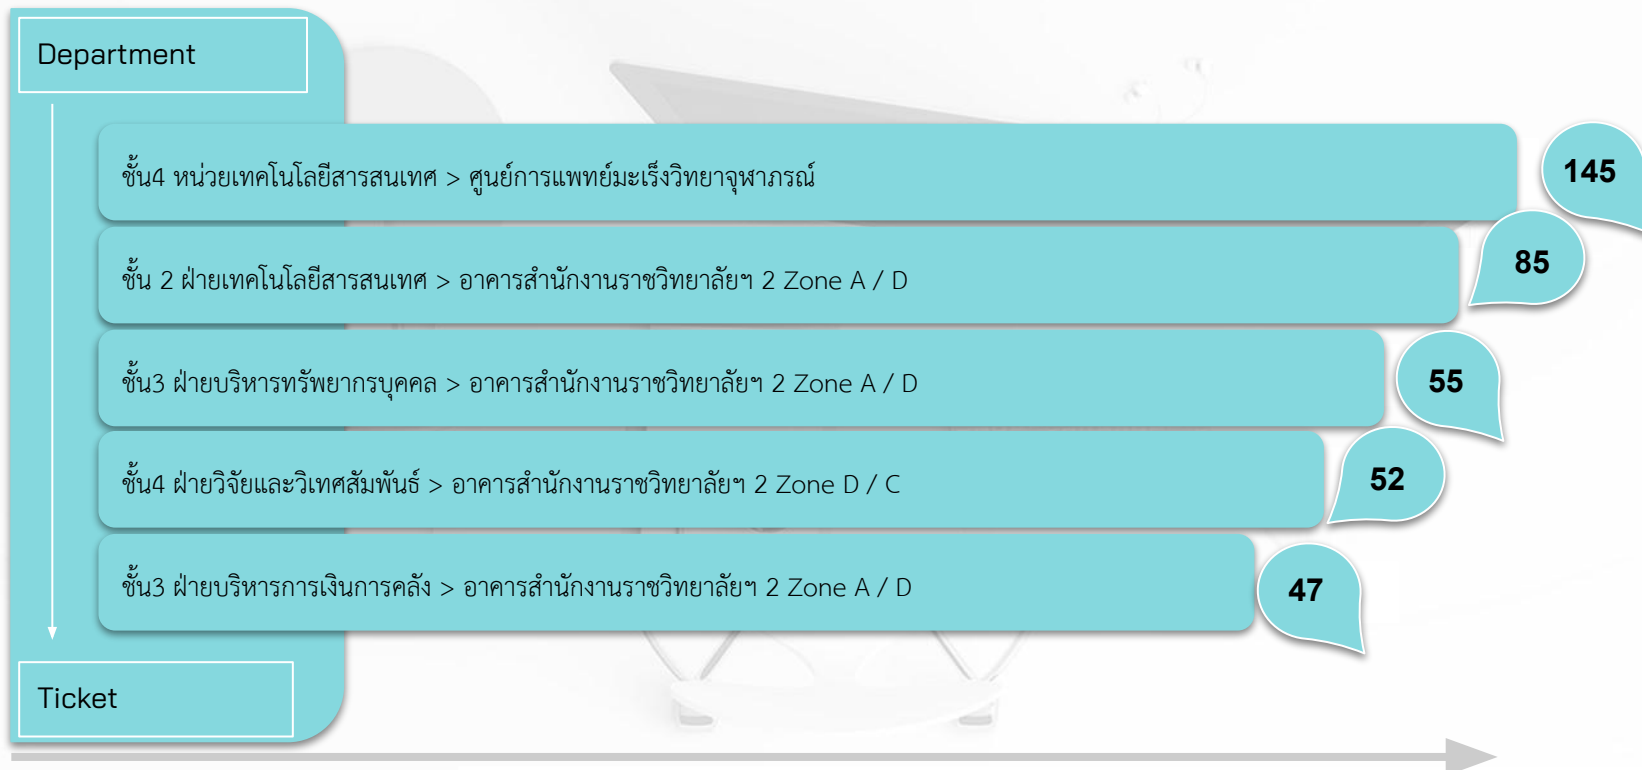 Department
ชั้น4 หน่วยเทคโนโลยีสารสนเทศ > ศูนย์การแพทย์มะเร็งวิทยาจุฬาภรณ์
145
ชั้น 2 ฝ่ายเทคโนโลยีสารสนเทศ > อาคารสำนักงานราชวิทยาลัยฯ 2 Zone A / D
85
ชั้น3 ฝ่ายบริหารทรัพยากรบุคคล > อาคารสำนักงานราชวิทยาลัยฯ 2 Zone A / D
55
ชั้น4 ฝ่ายวิจัยและวิเทศสัมพันธ์ > อาคารสำนักงานราชวิทยาลัยฯ 2 Zone D / C
52
ชั้น3 ฝ่ายบริหารการเงินการคลัง > อาคารสำนักงานราชวิทยาลัยฯ 2 Zone A / D
47
Ticket